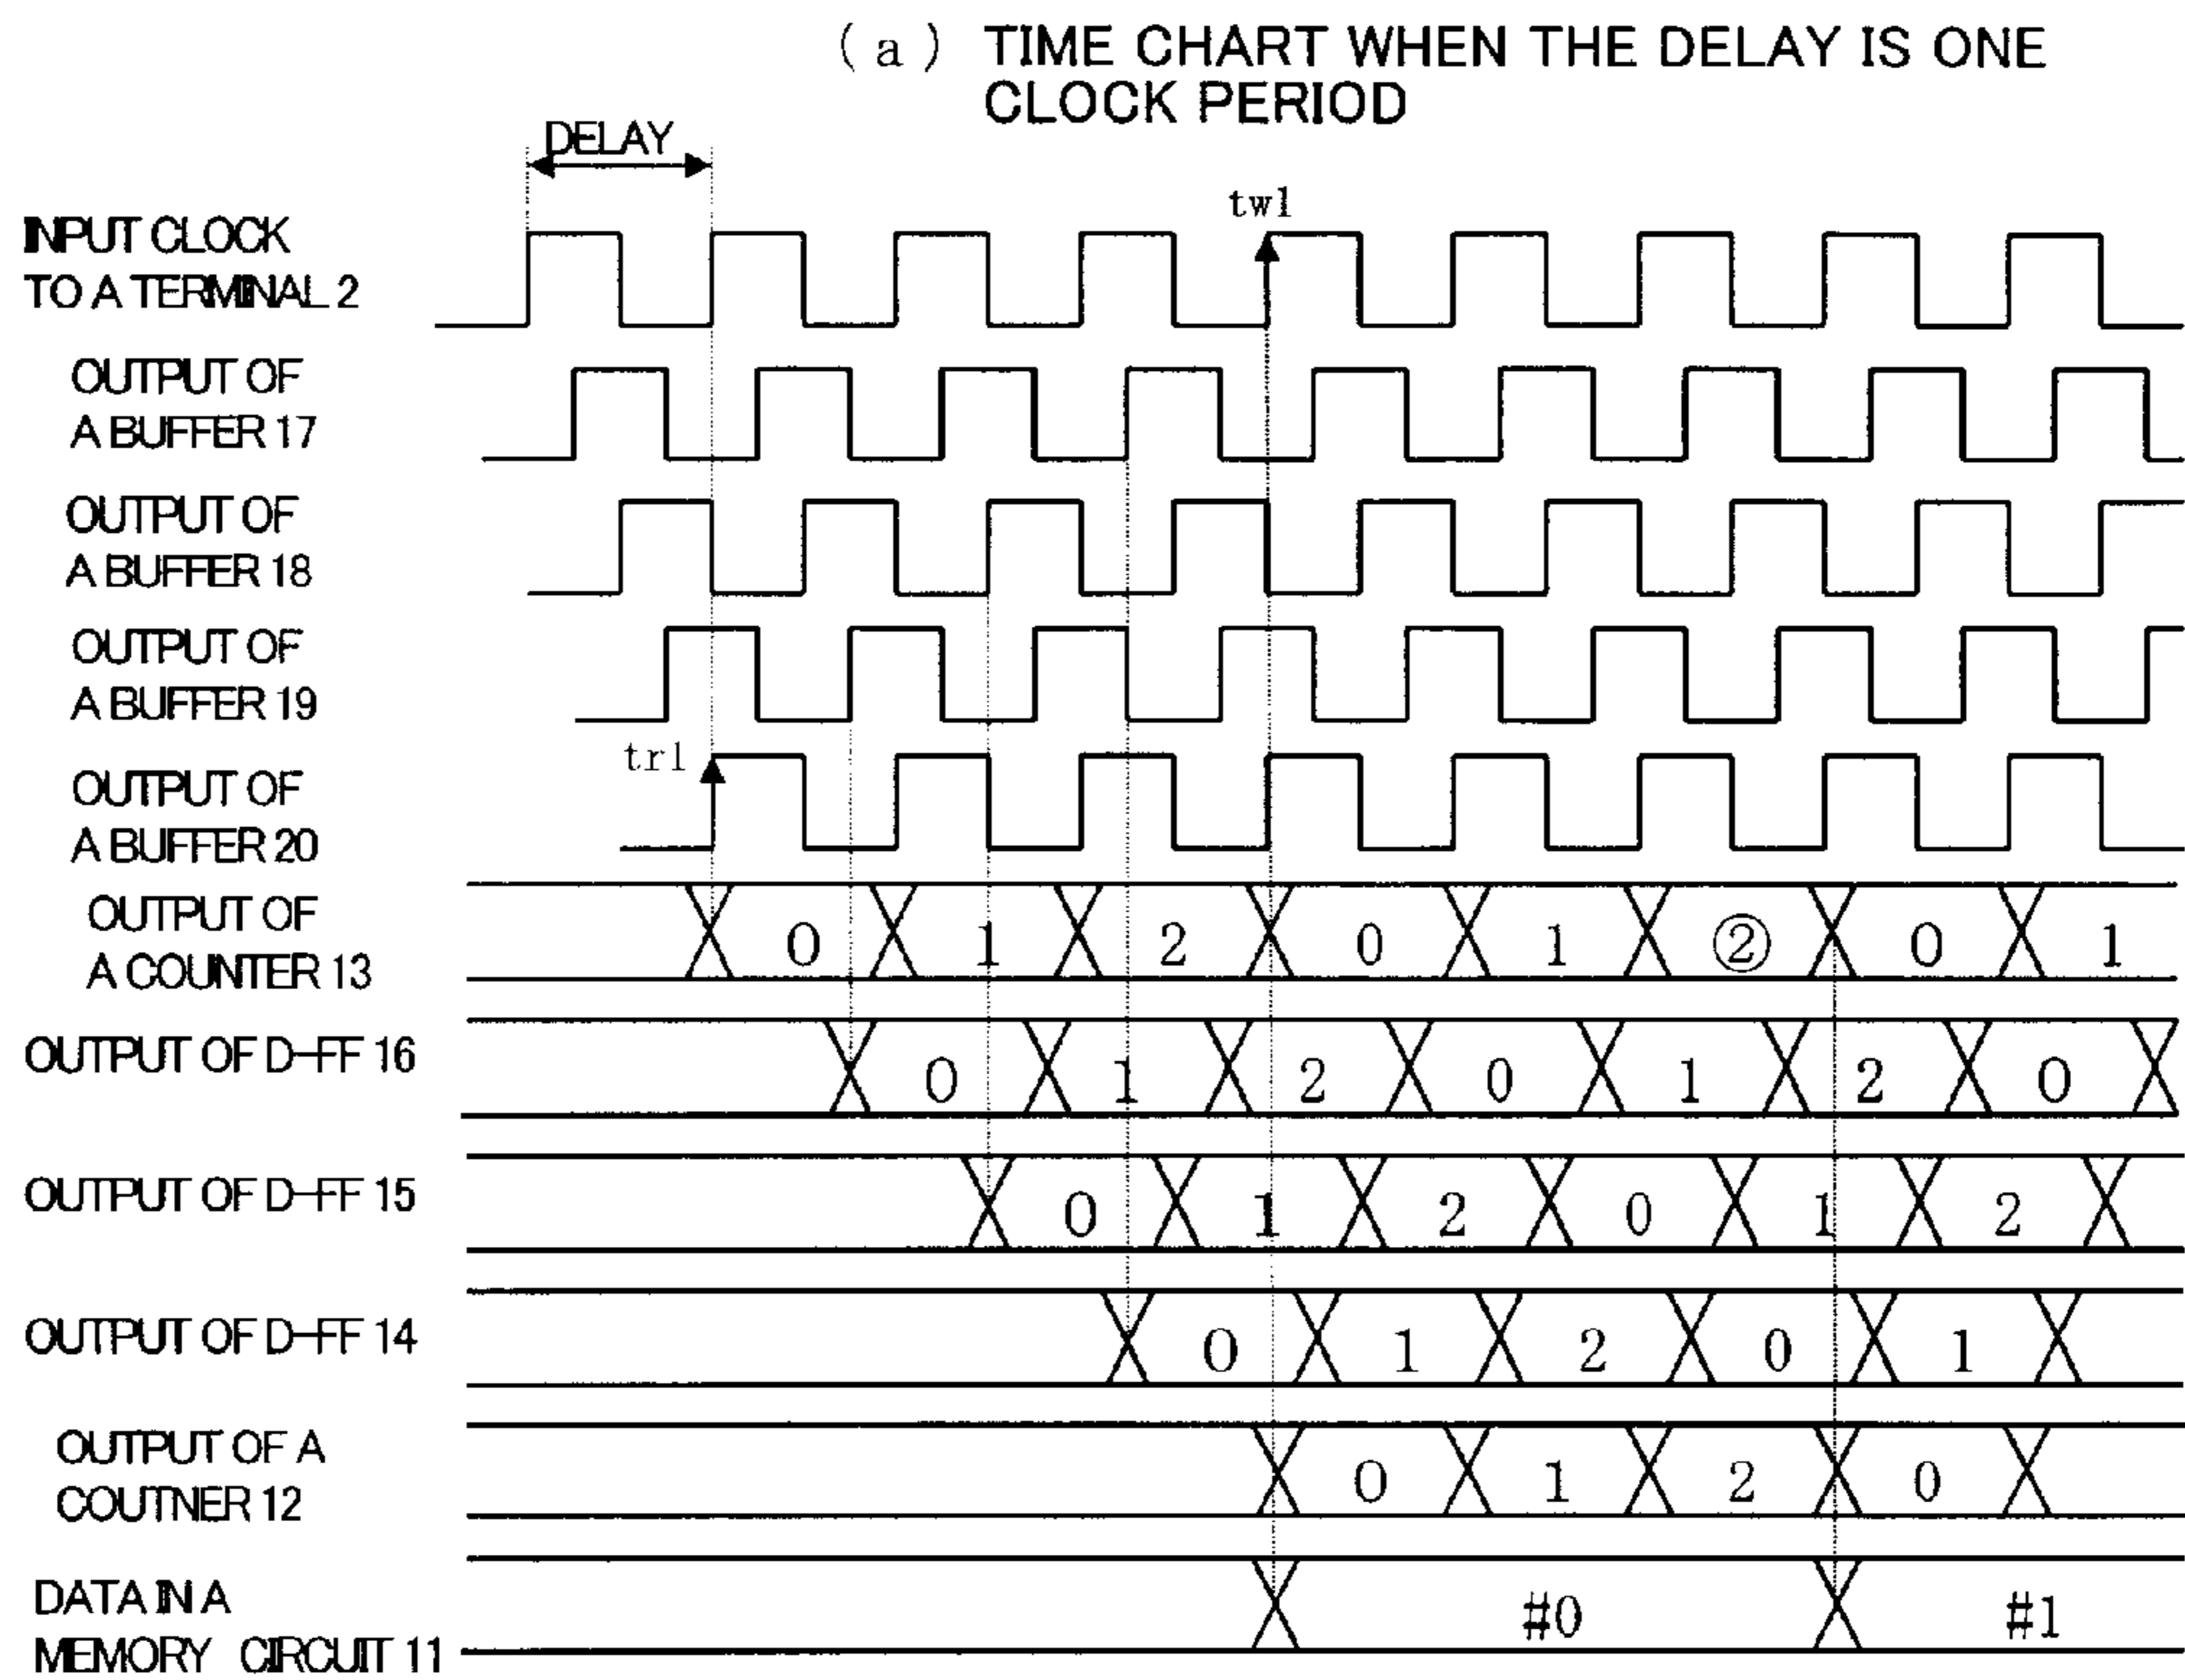 (a) TIME CHART WHEN THE DELAY IS ONE
CLOCK PERIOD
DELAY
tw1
INPUT CLOCK
TO A TERMINAL 2
OUTPUT OF
A BUFFER 17
OUTPUT OF
A BUFFER 18
OUTPUT OF
A BUFFER 19
tr1
OUTPUT OF
A BUFFER 20
OUTPUT OF
A COUNTER 13
0 1 2 0 1 ② 0 1
OUTPUT OF D-FF 16
0 1 2 0 1 2 0
OUTPUT OF D-FF 15
0 1 2 0 1 2
OUTPUT OF D-FF 14
0 1 2 0 1
OUTPUT OF A
COUTNER 12
0 1 2 0
DATA IN A
MEMORY CIRCUIT 11
#0 #1